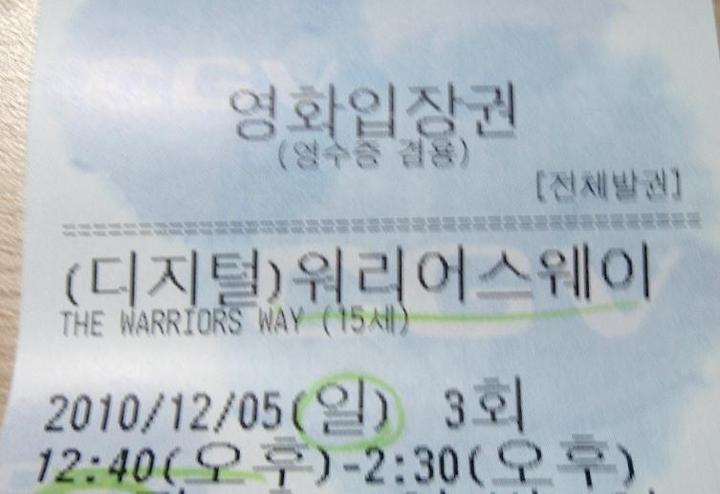 영화입장권
(영수증 겸용)
[전체발권]
(디지털)워리어스웨이
THE WARRIORS WAY (15세)
2010/12/05(일) 3회
12:40(오후)-2:30(오후)